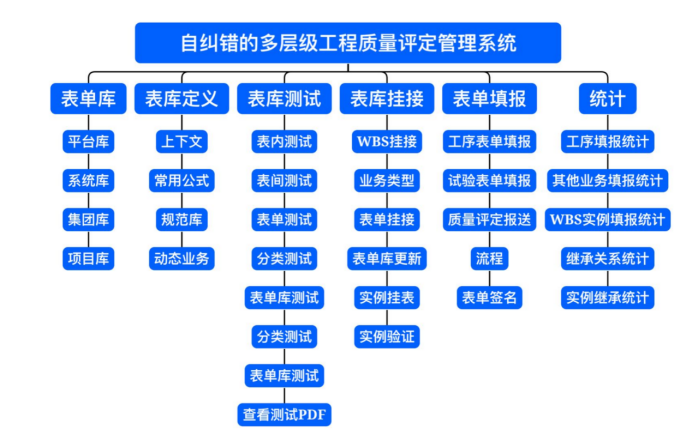 自纠错的多层级工程质量评定管理系统
表单库
表库定义
表库测试
表库挂接
表单填报
统计
平台库
上下文
表内测试
WBS挂接
工序表单填报
工序填报统计
系统库
常用公式
表间测试
业务类型
试验表单填报
其他业务填报统计
集团库
规范库
表单测试
表单挂接
质量评定报送
WBS实例填报统计
项目库
动态业务
分类测试
表单库更新
流程
继承关系统计
表单库测试
实例挂表
表单签名
实例继承统计
分类测试
实例验证
表单库测试
查看测试PDF